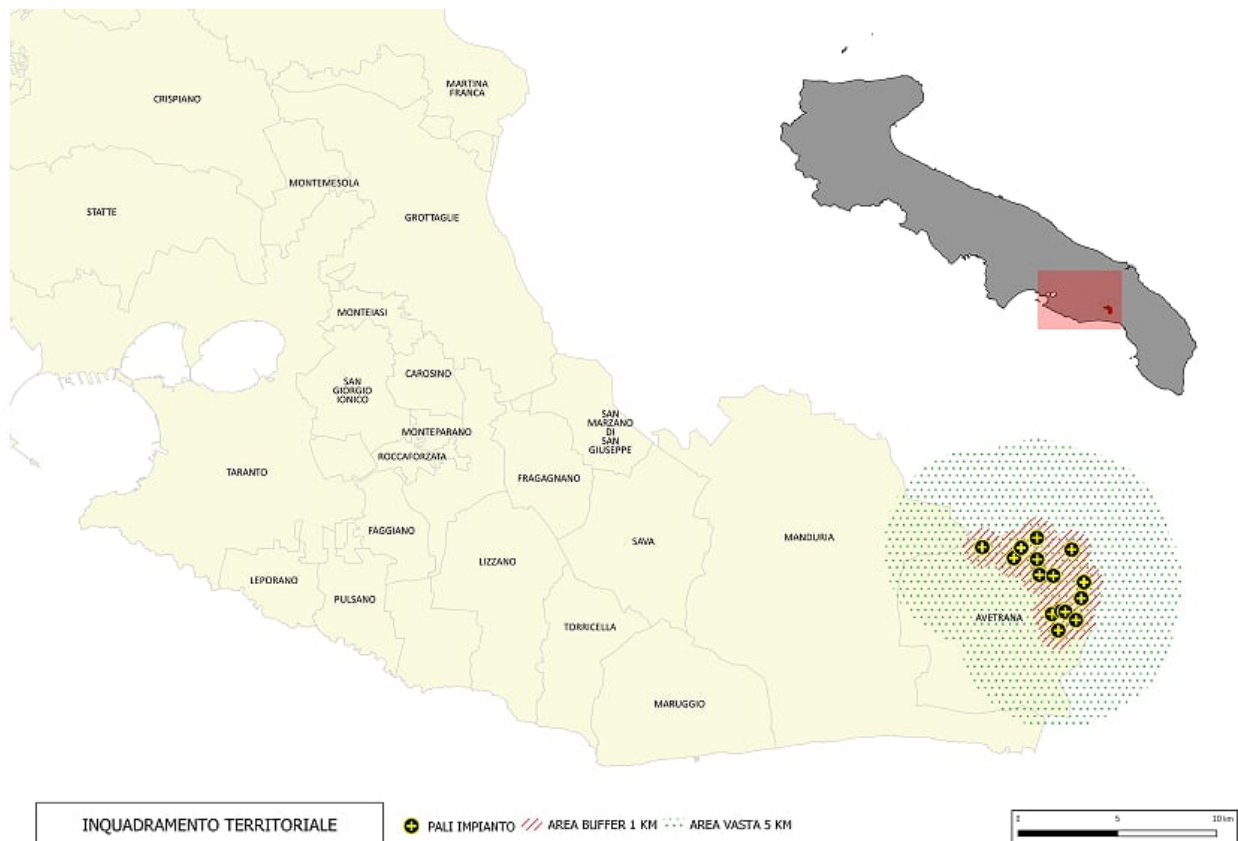 MARTINA
FRANCA
CRISPIANO
MONTEMESOLA
STATTE
GROTTAGLIE
MONTEIASI
CAROSINO
SAN
GIORGIO
IONICO
SAN
MARZANO
DI
SAN
GIUSEPPE
MONTEPARANO
ROCCAFORZATA
TARANTO
FRAGAGNANO
FAGGIANO
SAVA
MANDURIA
LIZZANO
LEPORANO
PULSANO
TORRICELLA
AVETRANA
MARUGGIO
INQUADRAMENTO TERRITORIALE
PALI IMPIANTO
AREA BUFFER 1 KM
AREA VASTA 5 KM
0 5 10 km